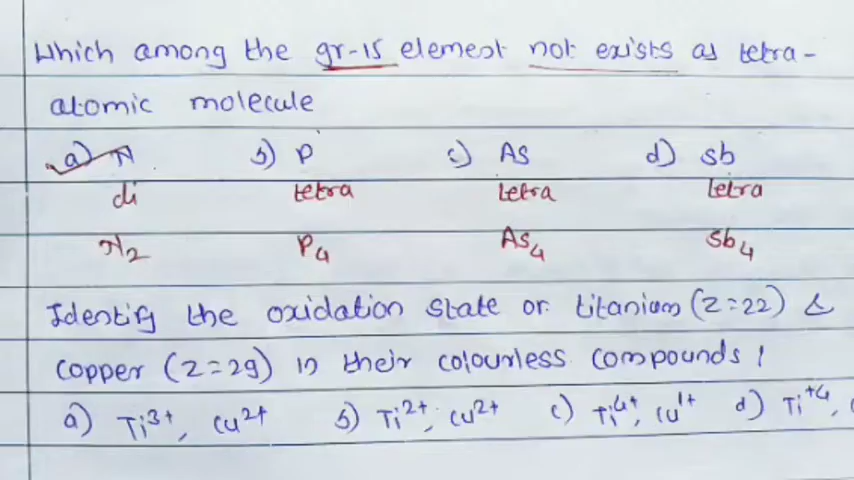 Which among the gr-15 element not exists as tetra-
atomic molecule
a) N b) P c) As d) Sb
di tetra tetra tetra
N2 P4 As4 Sb4
Identify the oxidation state or titanium (Z=22) &
copper (Z=29) in their colourless compounds!
a) Ti3+, Cu2+ b) Ti2+, Cu2+ c) Ti4+, Cu1+ d) Ti+4,